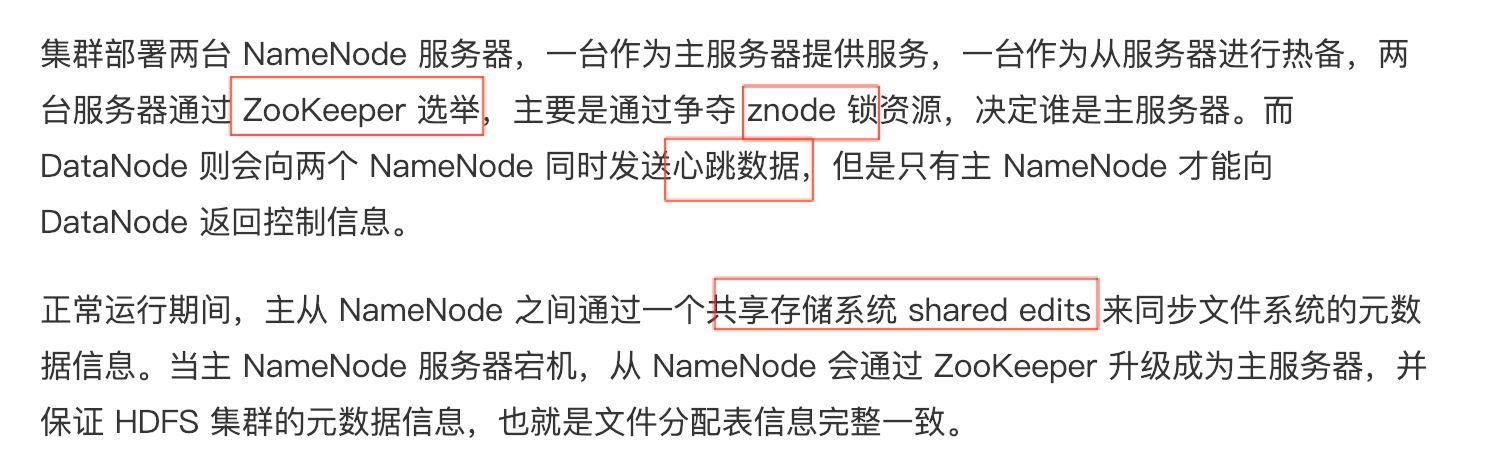 集群部署两台 NameNode 服务器，一台作为主服务器提供服务，一台作为从服务器进行热备，两
台服务器通过 ZooKeeper 选举，主要是通过争夺 znode 锁资源，决定谁是主服务器。而
DataNode 则会向两个 NameNode 同时发送心跳数据，但是只有主 NameNode 才能向
DataNode 返回控制信息。
正常运行期间，主从 NameNode 之间通过一个共享存储系统 shared edits 来同步文件系统的元数
据信息。当主 NameNode 服务器宕机，从 NameNode 会通过 ZooKeeper 升级成为主服务器，并
保证 HDFS 集群的元数据信息，也就是文件分配表信息完整一致。